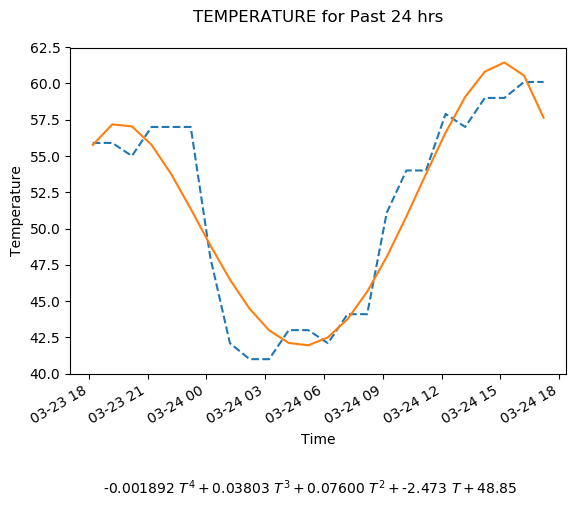 TEMPERATURE for Past 24 hrs
62.5
60.0
57.5
55.0
52.5
50.0
47.5
45.0
42.5
40.0
Temperature
03-23 18 03-23 21 03-24 00 03-24 03 03-24 06 03-24 09 03-24 12 03-24 15 03-24 18
Time
-0.001892 T⁴ + 0.03803 T³ + 0.07600 T² + -2.473 T + 48.85